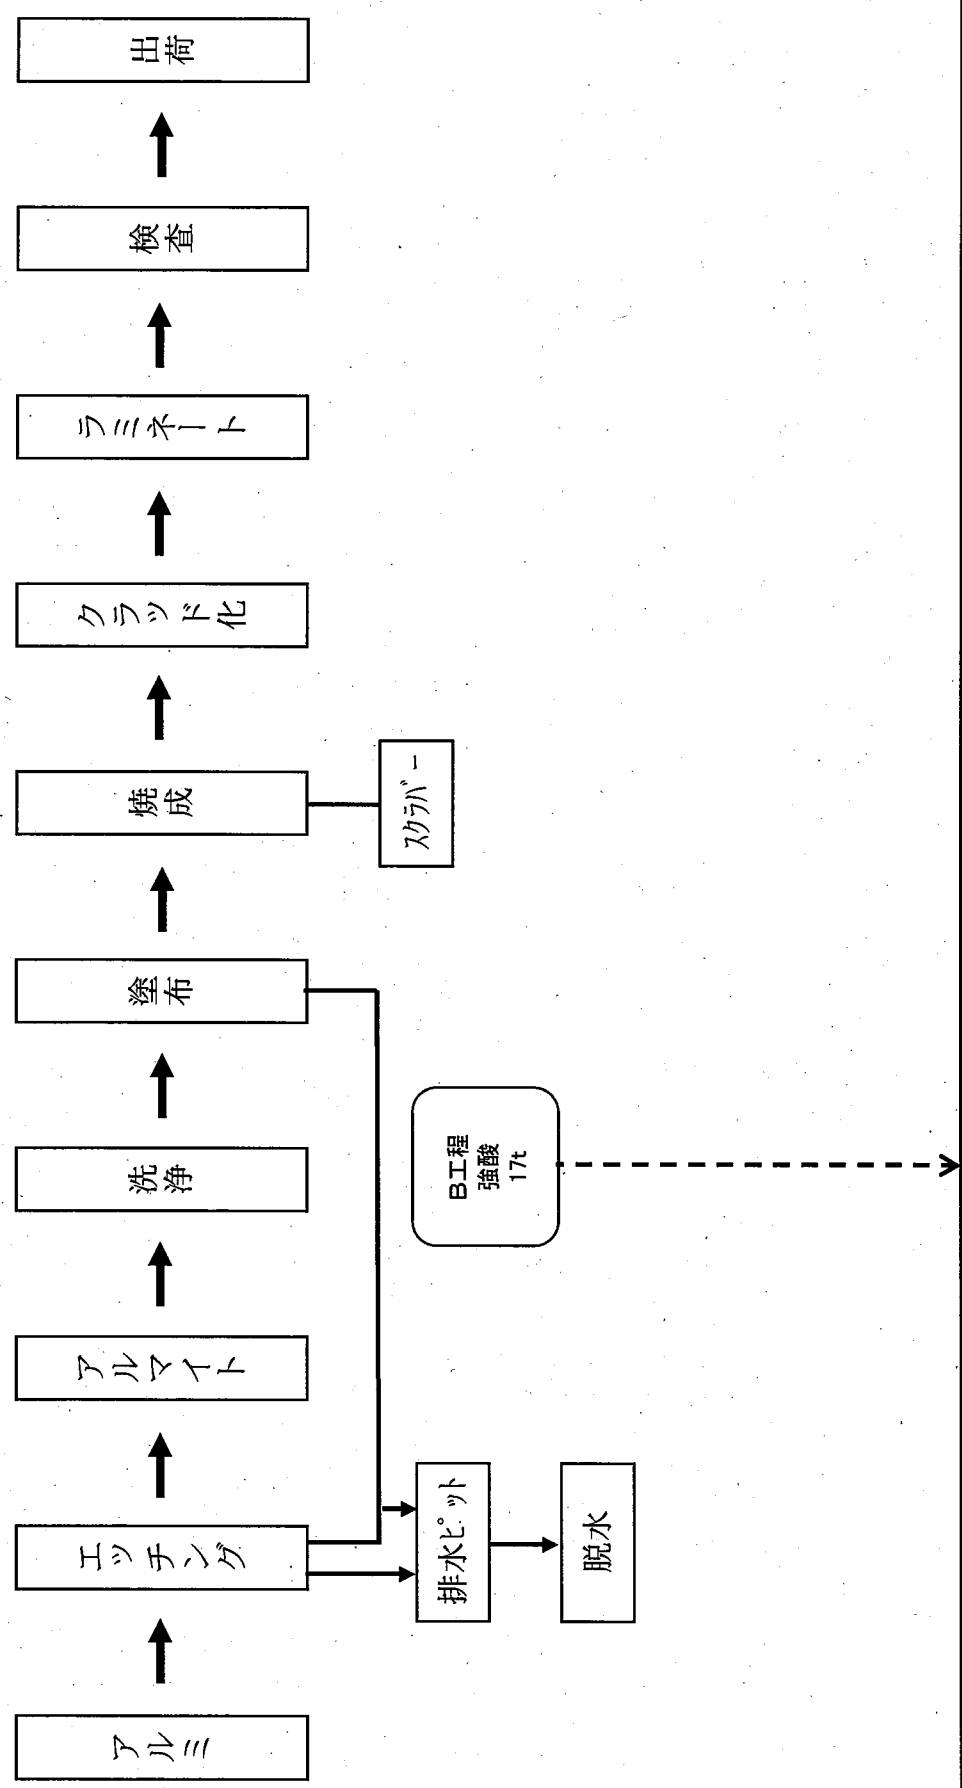 アルミ
エッチング
アルマイト
洗浄
塗布
焼成
クラッド化
ラミネート
検査
出荷
排水ピット
脱水
B工程
強酸
17t
スクラバー